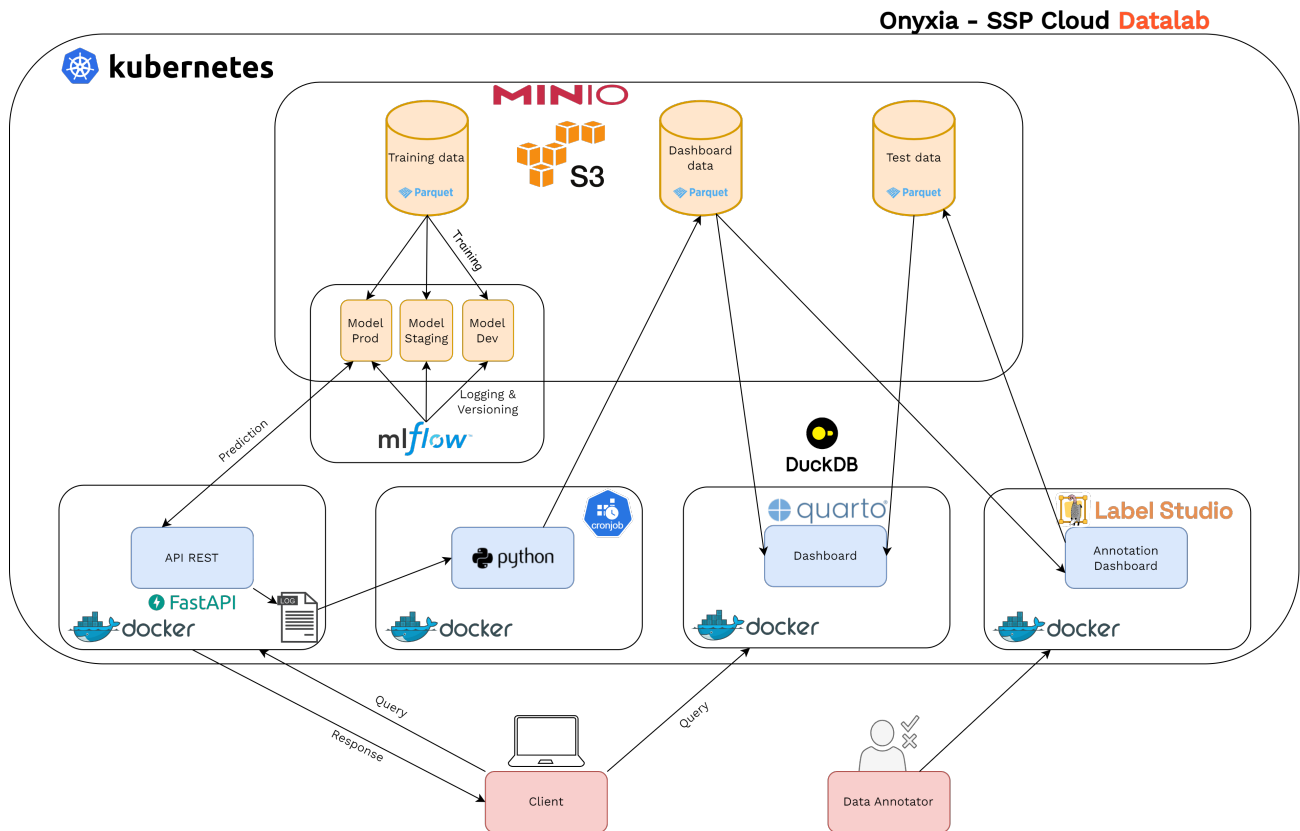 Onyxia - SSP Cloud Datalab
kubernetes
MINIO
S3
Training data
Parquet
Dashboard
data
Parquet
Test data
Parquet
Training
Model
Prod
Model
Staging
Model
Dev
Logging &
Versioning
mlflow™
Prediction
DuckDB
API REST
FastAPI
LOG
docker
cronjob
python
docker
quarto®
Dashboard
docker
Label Studio
Annotation
Dashboard
docker
Query
Response
Query
Client
Data Annotator